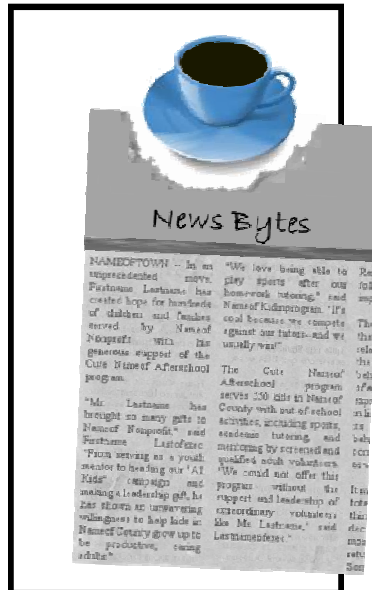 News Bytes
NAMEOFTOWN – In an
unprecedented move,
Firstname Lastname has
created hope for hundreds
of children and families
served by Nameof
Nonprofit with his
generous support of the
Cute Nameof Afterschool
program.
"Mr. Lastname has
brought so many gifts to
Nameof Nonprofit," said
Firstname Lastofexec.
"From serving as a youth
mentor to heading our "A1
Kids" campaign and
making a leadership gift, he
has shown an unwavering
willingness to help kids in
Nameof County grow up to
be productive, caring
adults."
"We love being able to
play sports after our
homework tutoring," said
Nameof Kidinprogram. "It's
cool because we compete
against our tutors and we
usually win!"
The Cute Nameof
Afterschool program
serves 350 kids in Nameof
County with out of school
activities, including sports,
academic tutoring, and
mentoring by screened and
qualified adult volunteers.
"We could not offer this
program without the
support and leadership of
extraordinary volunteers
like Mr. Lastname," said